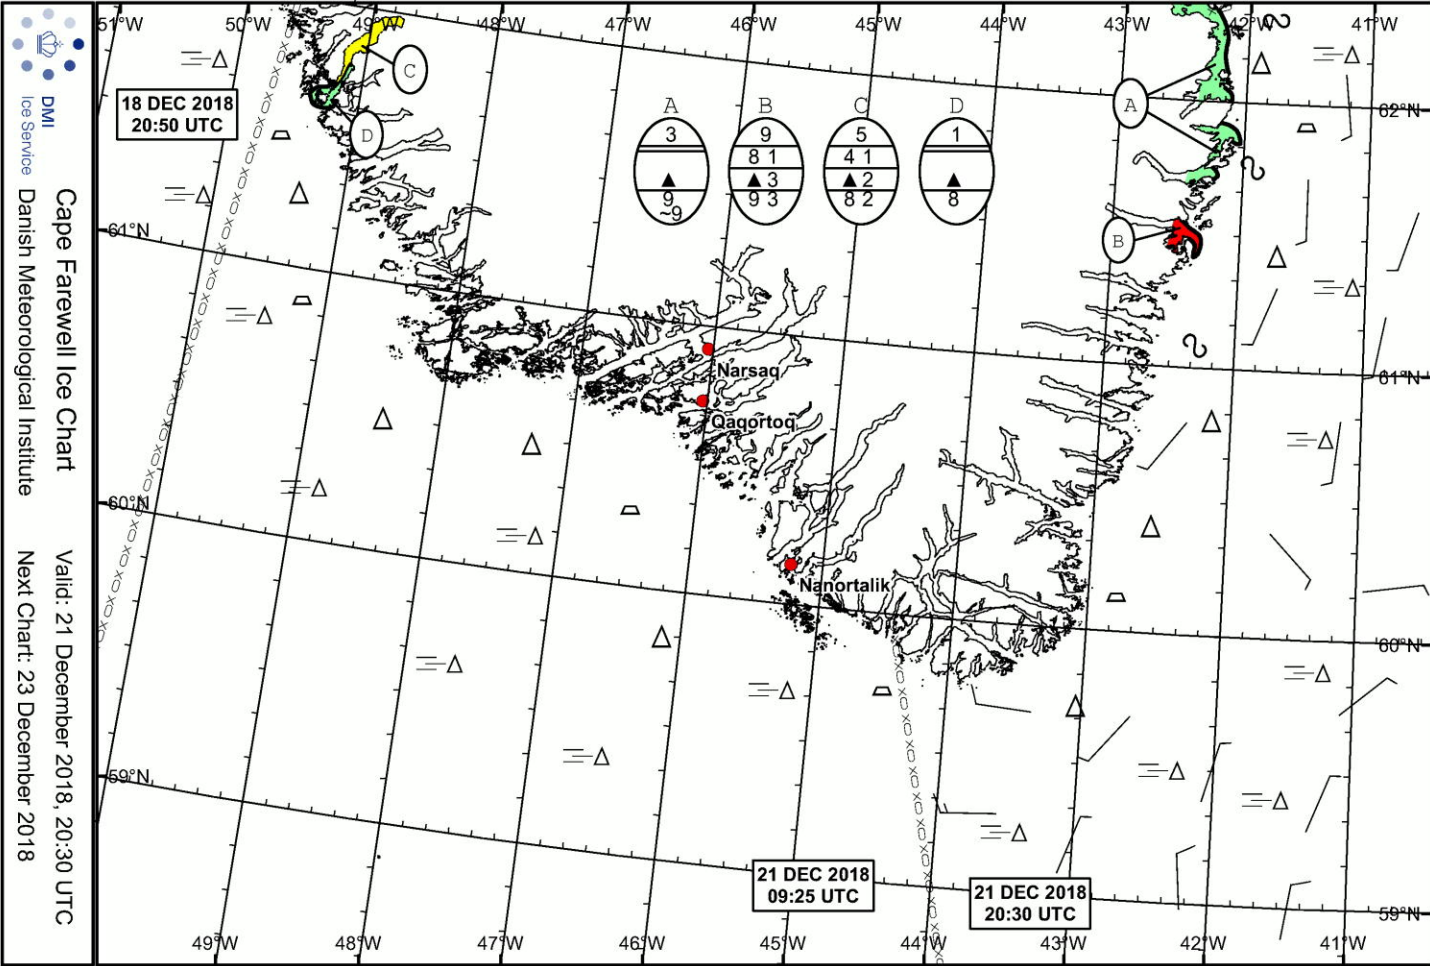 DMI
Ice Service
Cape Farewell Ice Chart
Danish Meteorological Institute
Valid: 21 December 2018, 20:30 UTC
Next Chart: 23 December 2018
51°W 50°W 49°W 48°W 47°W 46°W 45°W 44°W 43°W 42°W 41°W
18 DEC 2018
20:50 UTC
C
D
A B C D
3 9 5 1
8 1 4 1
3 2
9 9 3 8 2 8
~9
A
B
62°N
61°N
61°N
Narsaq
Qaqortoq
Nanortalik
60°N
60°N
59°N
59°N
21 DEC 2018
09:25 UTC
21 DEC 2018
20:30 UTC
49°W 48°W 47°W 46°W 45°W 44°W 43°W 42°W 41°W